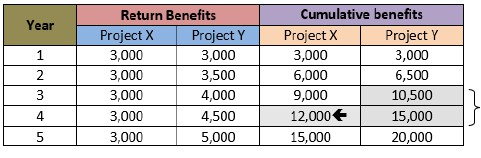 Year Return Benefits Cumulative benefits
Project X Project Y Project X Project Y
1 3,000 3,000 3,000 3,000
2 3,000 3,500 6,000 6,500
3 3,000 4,000 9,000 10,500
4 3,000 4,500 12,000 15,000
5 3,000 5,000 15,000 20,000